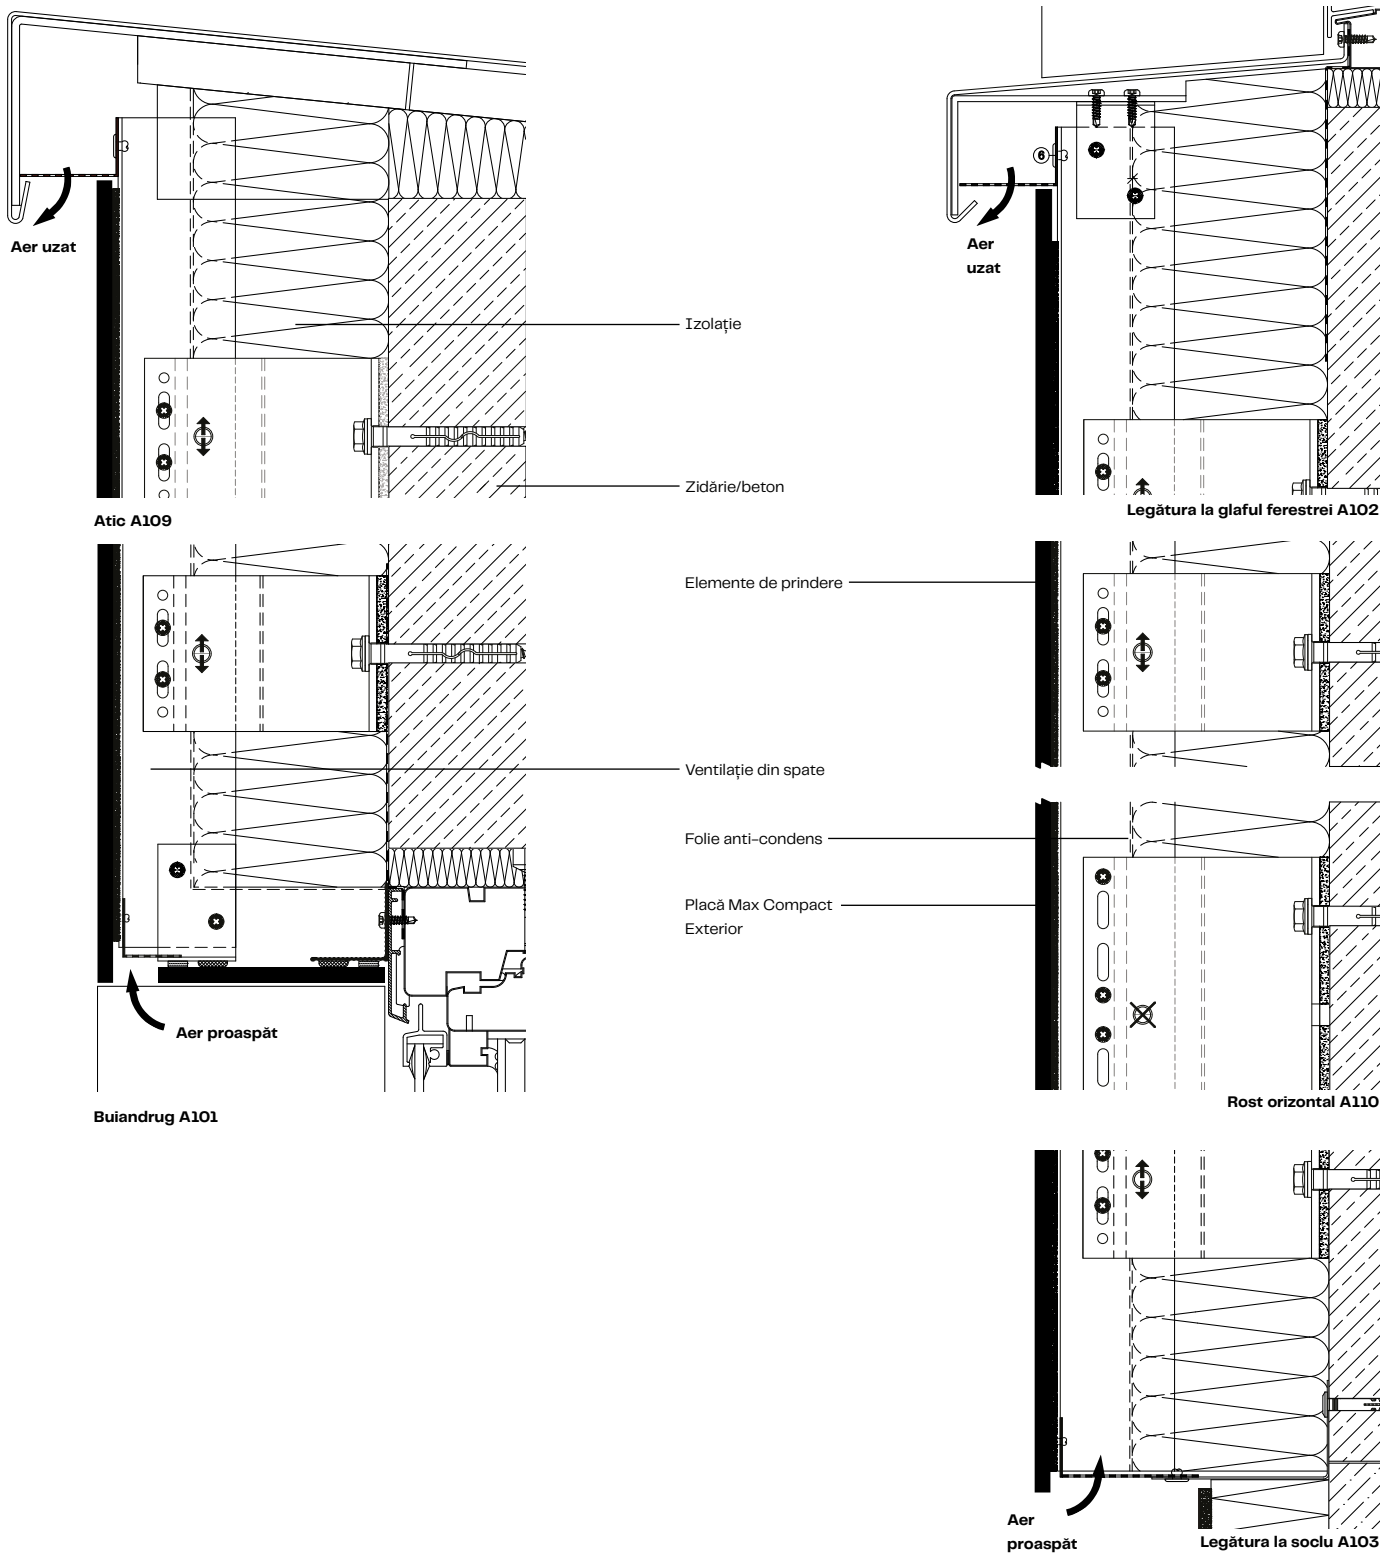 Aer uzat
Aer
uzat
6
Izolație
Zidărie/beton
Atic A109
Legătura la glaful ferestrei A102
Elemente de prindere
Ventilație din spate
Folie anti-condens
Placă Max Compact
Exterior
Aer proaspăt
Buiandrug A101
Rost orizontal A110
Aer
proaspăt
Legătura la soclu A103